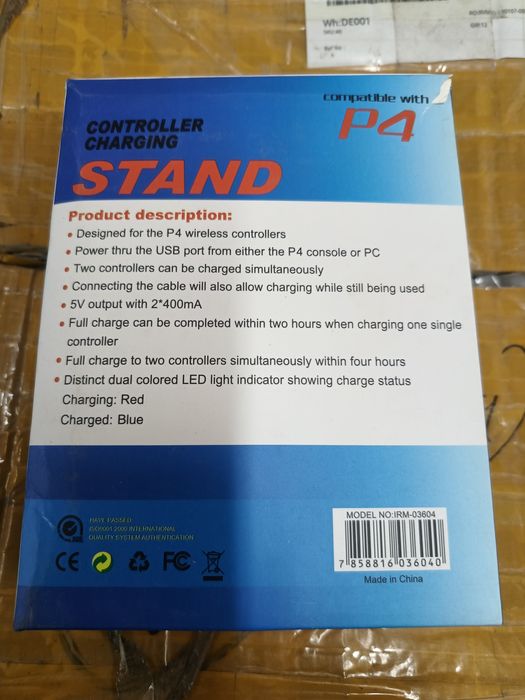 Wh:DE001
compatible with
P4
CONTROLLER
CHARGING
STAND
Product description:
• Designed for the P4 wireless controllers
• Power thru the USB port from either the P4 console or PC
• Two controllers can be charged simultaneously
• Connecting the cable will also allow charging while still being used
• 5V output with 2*400mA
• Full charge can be completed within two hours when charging one single
controller
• Full charge to two controllers simultaneously within four hours
• Distinct dual colored LED light indicator showing charge status
Charging: Red
Charged: Blue
HAVE PASSED
ISO9001:2000 INTERNATIONAL
QUALITY SYSTEM AUTHENTICATION
CE
FC
MODEL NO:IRM-03604
7 858816 036040
Made in China